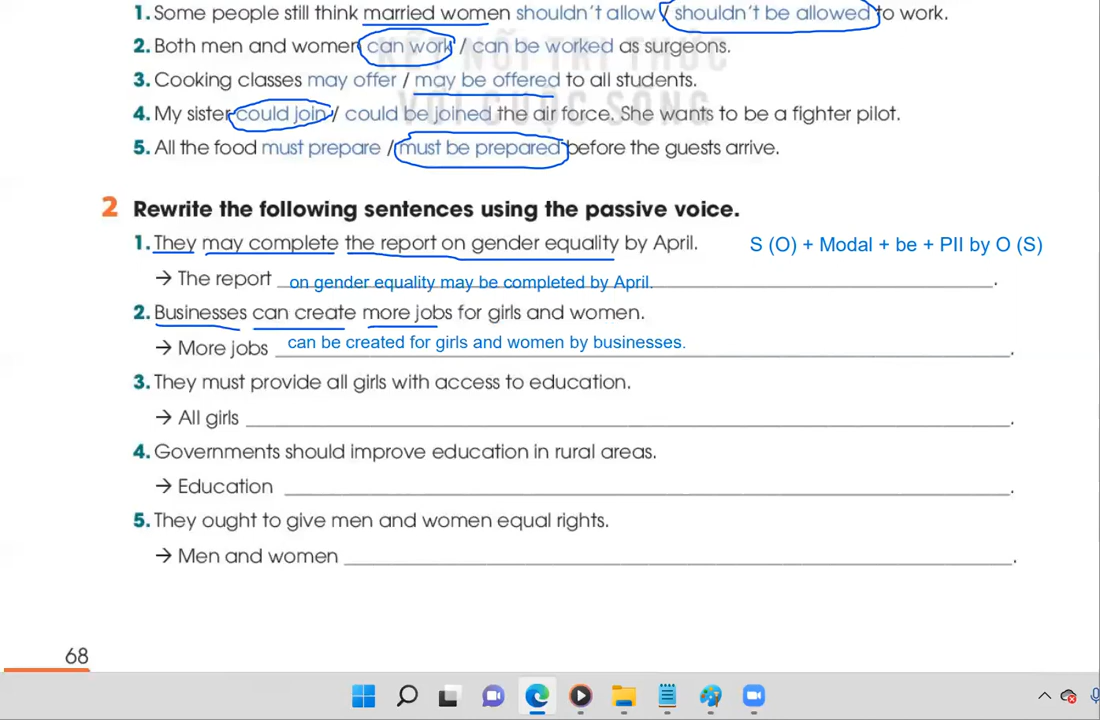 1. Some people still think married women shouldn't allow / shouldn't be allowed to work.
KẾT NỐI TRI THỨC
2. Both men and women can work / can be worked as surgeons.
3. Cooking classes may offer / may be offered to all students.
VỚI CUỘC SỐNG
4. My sister could join / could be joined the air force. She wants to be a fighter pilot.
5. All the food must prepare / must be prepared before the guests arrive.
2 Rewrite the following sentences using the passive voice.
1. They may complete the report on gender equality by April. S (O) + Modal + be + PII by O (S)
→ The report on gender equality may be completed by April. .
2. Businesses can create more jobs for girls and women.
→ More jobs can be created for girls and women by businesses. .
3. They must provide all girls with access to education.
→ All girls .
4. Governments should improve education in rural areas.
→ Education .
5. They ought to give men and women equal rights.
→ Men and women .
68